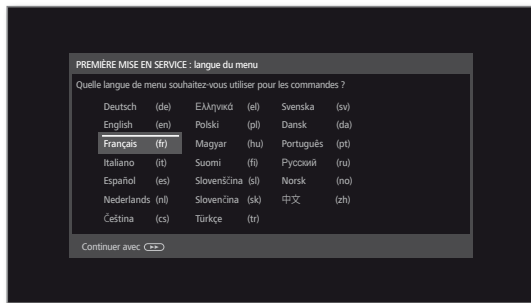 PREMIÈRE MISE EN SERVICE : langue du menu
Quelle langue de menu souhaitez-vous utiliser pour les commandes ?
Deutsch (de) Ελληνικά (el) Svenska (sv)
English (en) Polski (pl) Dansk (da)
Français (fr) Magyar (hu) Português (pt)
Italiano (it) Suomi (fi) Русский (ru)
Español (es) Slovenščina (sl) Norsk (no)
Nederlands (nl) Slovenčina (sk) 中文 (zh)
Čeština (cs) Türkçe (tr)
Continuer avec